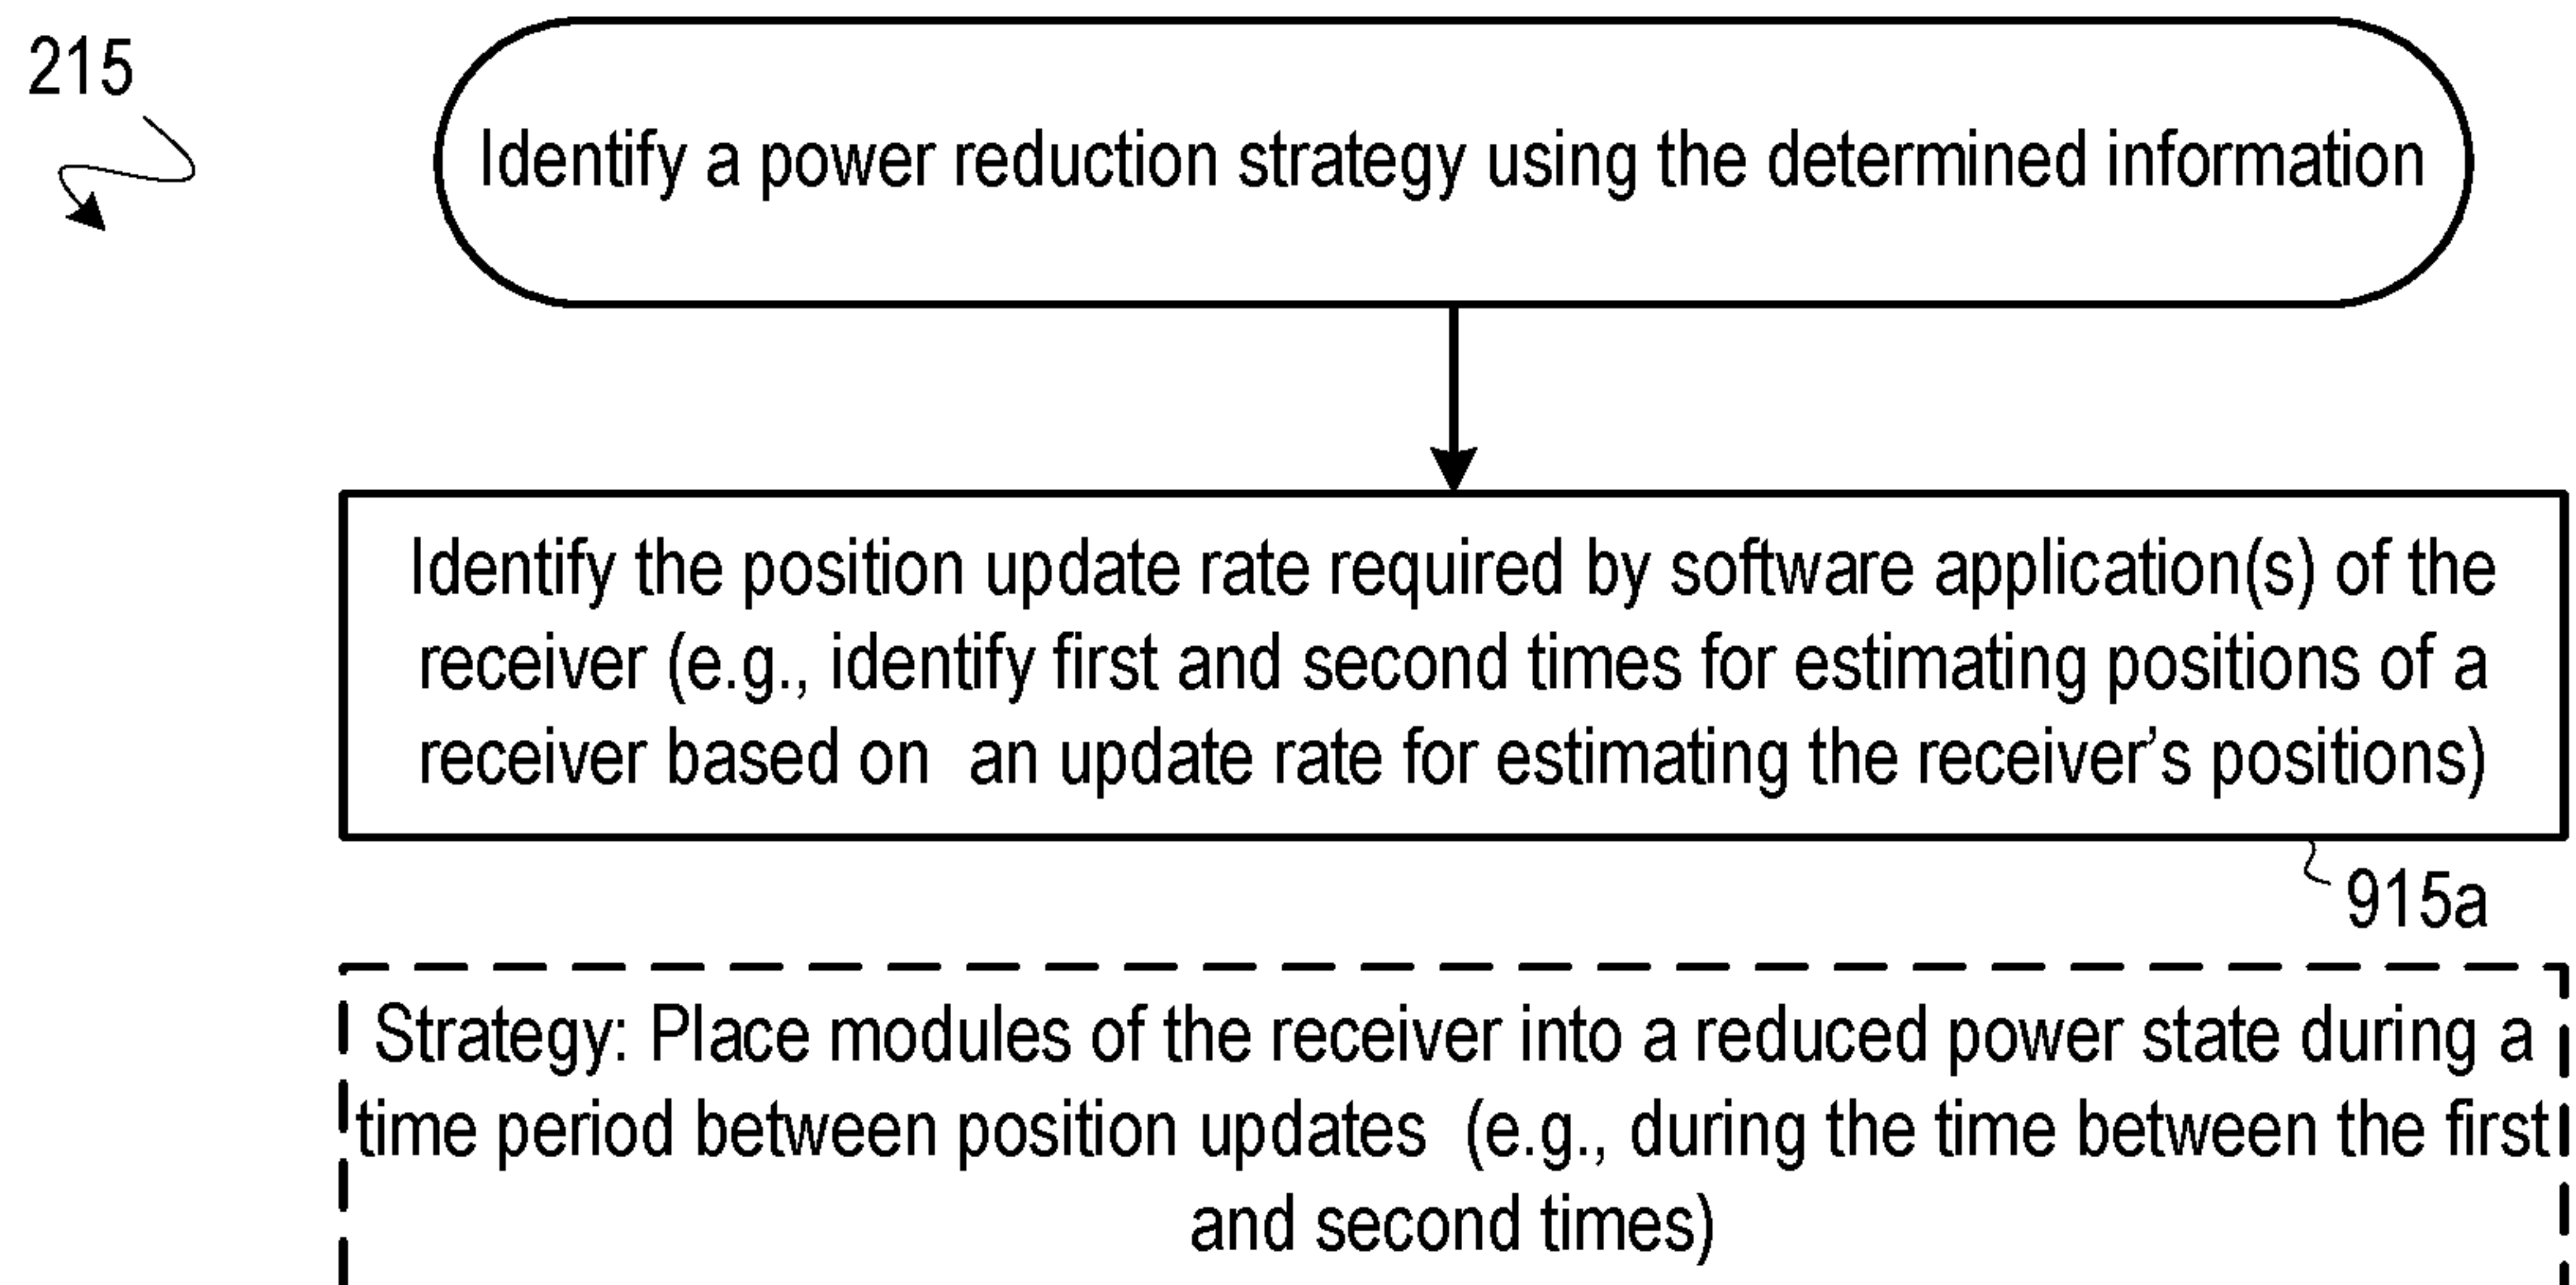 215
Identify a power reduction strategy using the determined information
Identify the position update rate required by software application(s) of the
receiver (e.g., identify first and second times for estimating positions of a
receiver based on  an update rate for estimating the receiver’s positions)
915a
Strategy: Place modules of the receiver into a reduced power state during a
time period between position updates  (e.g., during the time between the first
and second times)